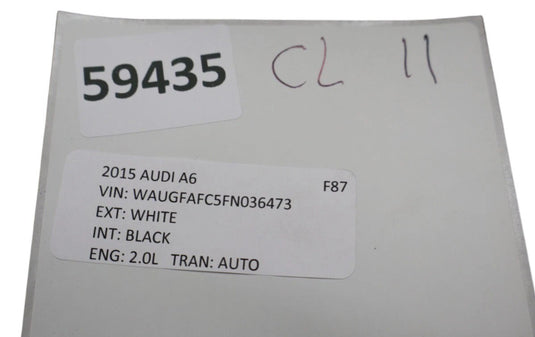 59435 CL 11
2015 AUDI A6 F87
VIN: WAUGFAFC5FN036473
EXT: WHITE
INT: BLACK
ENG: 2.0L TRAN: AUTO